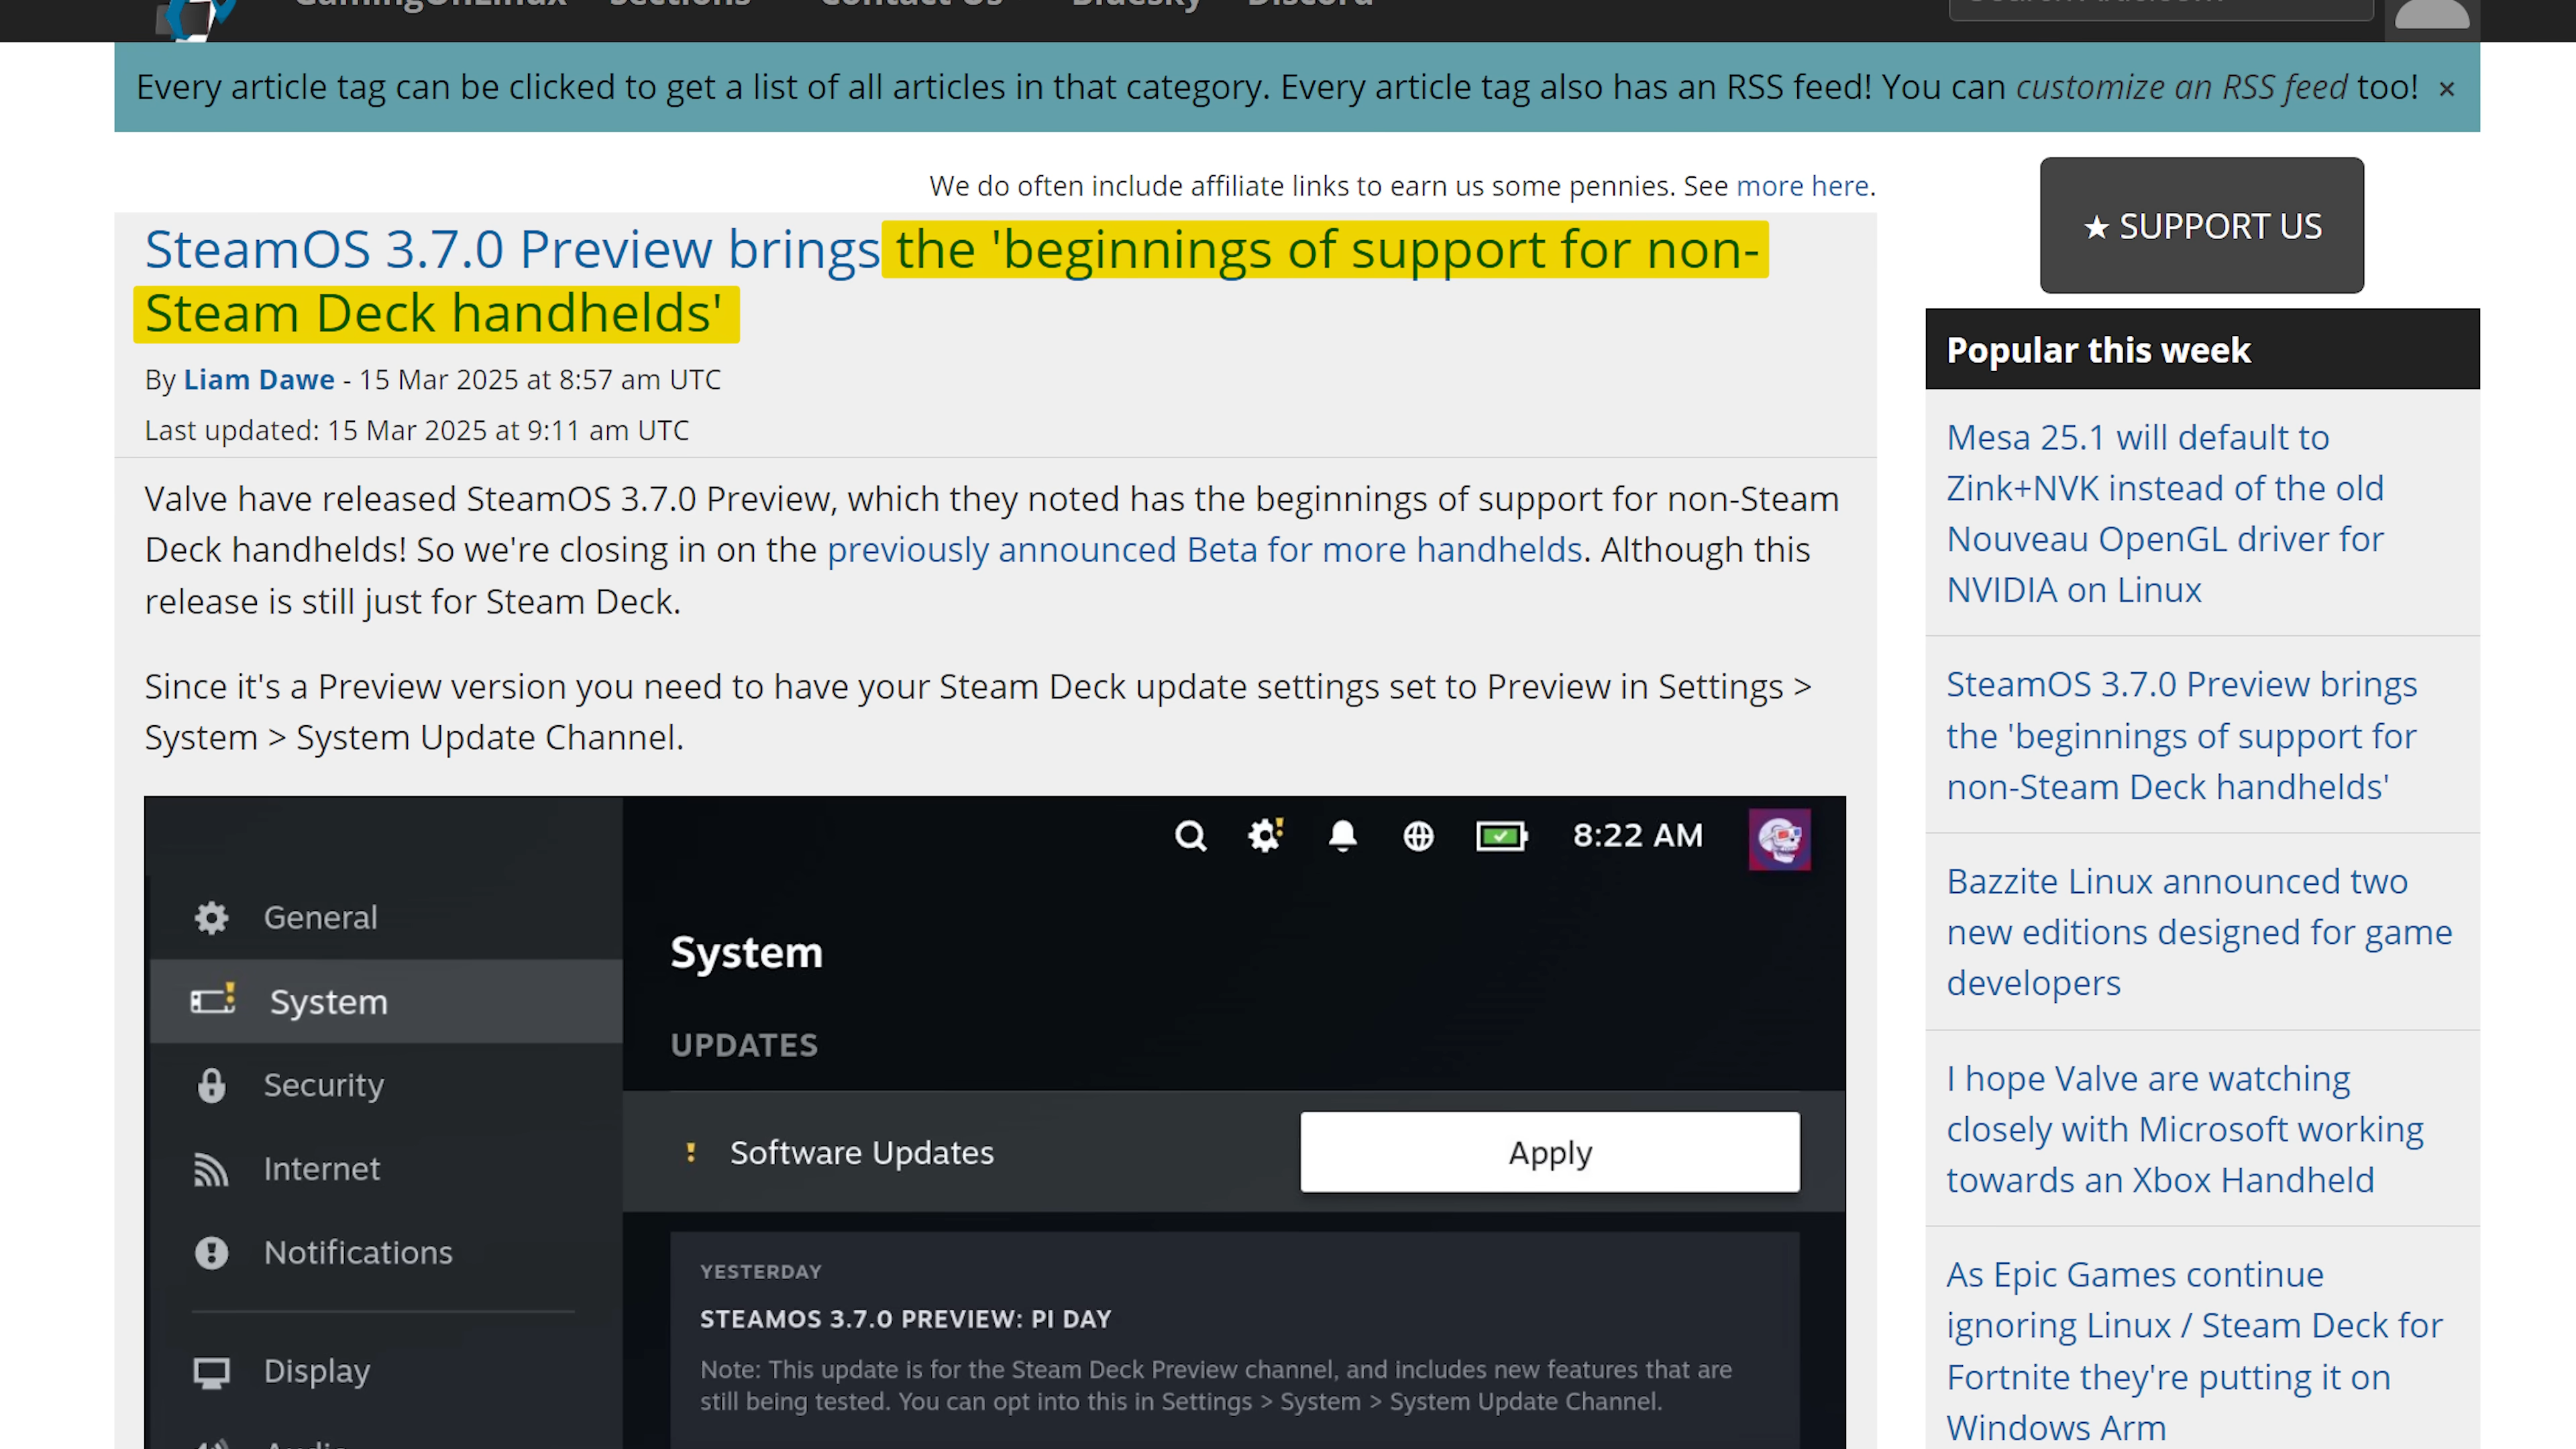 GamingOnLinux Sections Contact Us Bluesky Discord
Every article tag can be clicked to get a list of all articles in that category. Every article tag also has an RSS feed! You can customize an RSS feed too! ×
We do often include affiliate links to earn us some pennies. See more here.
★ SUPPORT US
SteamOS 3.7.0 Preview brings the 'beginnings of support for non-
Steam Deck handhelds'
By Liam Dawe - 15 Mar 2025 at 8:57 am UTC
Last updated: 15 Mar 2025 at 9:11 am UTC
Valve have released SteamOS 3.7.0 Preview, which they noted has the beginnings of support for non-Steam
Deck handhelds! So we're closing in on the previously announced Beta for more handhelds. Although this
release is still just for Steam Deck.
Since it's a Preview version you need to have your Steam Deck update settings set to Preview in Settings >
System > System Update Channel.
8:22 AM
General
System
Security
Internet
Notifications
Display
Audio
System
UPDATES
Software Updates
Apply
YESTERDAY
STEAMOS 3.7.0 PREVIEW: PI DAY
Note: This update is for the Steam Deck Preview channel, and includes new features that are
still being tested. You can opt into this in Settings > System > System Update Channel.
Popular this week
Mesa 25.1 will default to
Zink+NVK instead of the old
Nouveau OpenGL driver for
NVIDIA on Linux
SteamOS 3.7.0 Preview brings
the 'beginnings of support for
non-Steam Deck handhelds'
Bazzite Linux announced two
new editions designed for game
developers
I hope Valve are watching
closely with Microsoft working
towards an Xbox Handheld
As Epic Games continue
ignoring Linux / Steam Deck for
Fortnite they're putting it on
Windows Arm